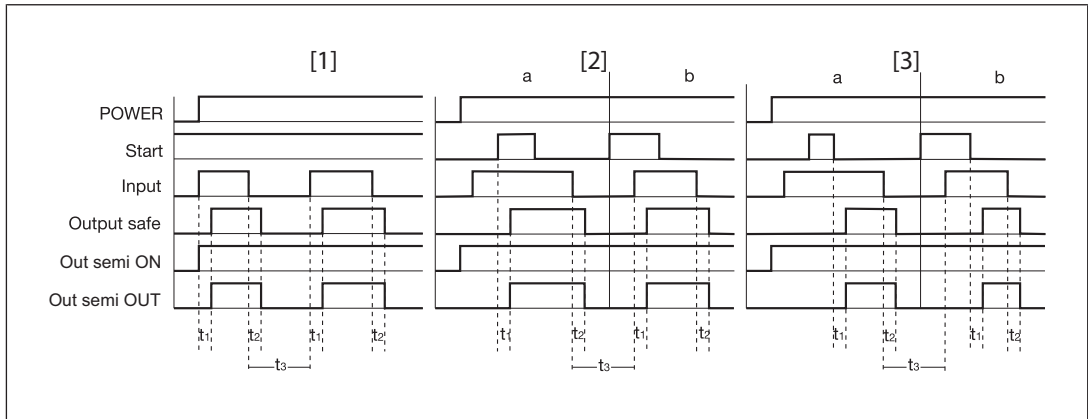 [1] [2] [3]
a b a b
POWER
Start
Input
Output safe
Out semi ON
Out semi OUT
t1 t2 t1 t2 t1 t2 t1 t2 t1 t2 t1 t2
t3 t3 t3